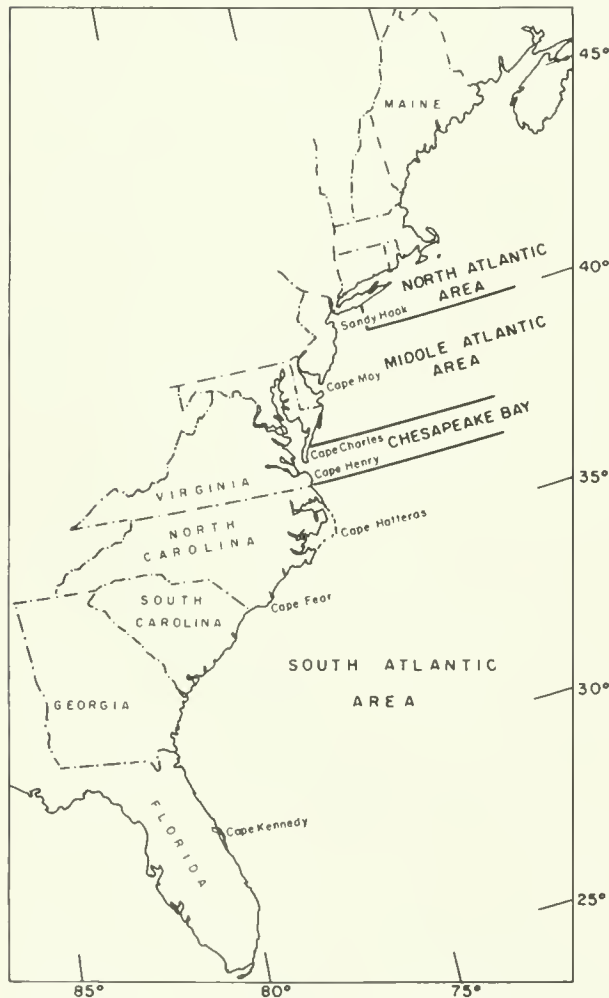 45°
MAINE
40°
NORTH ATLANTIC
AREA
Sandy Hook
MIDDLE ATLANTIC
AREA
Cape May
CHESAPEAKE BAY
Cape Charles
Cape Henry
35°
VIRGINIA
NORTH
CAROLINA
Cape Hatteras
SOUTH
CAROLINA
Cape Fear
SOUTH ATLANTIC
AREA
30°
GEORGIA
FLORIDA
Cape Kennedy
25°
85°
80°
75°